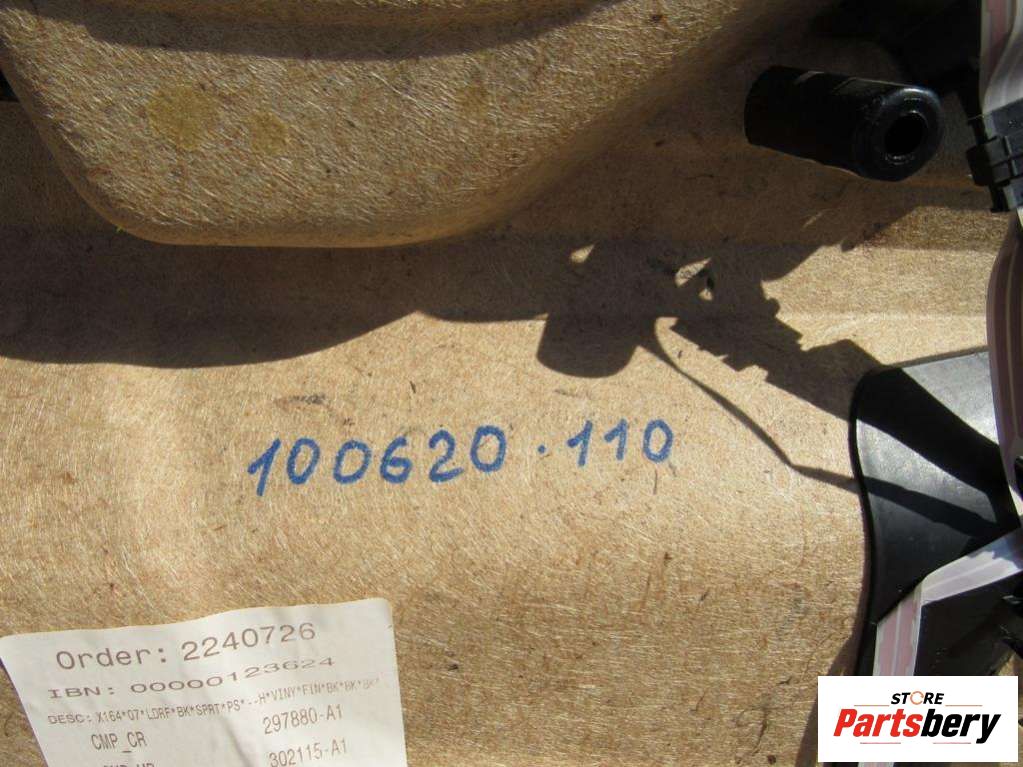 100620.110
Order: 2240726
IBN: 00000123624
DESC: X164*07*LDRF*BK*SPRT*PS*--H*VINY*FIN*BK*BK*BK*
CMP_CR 297880-A1
302115-A1
STORE
Partsbery